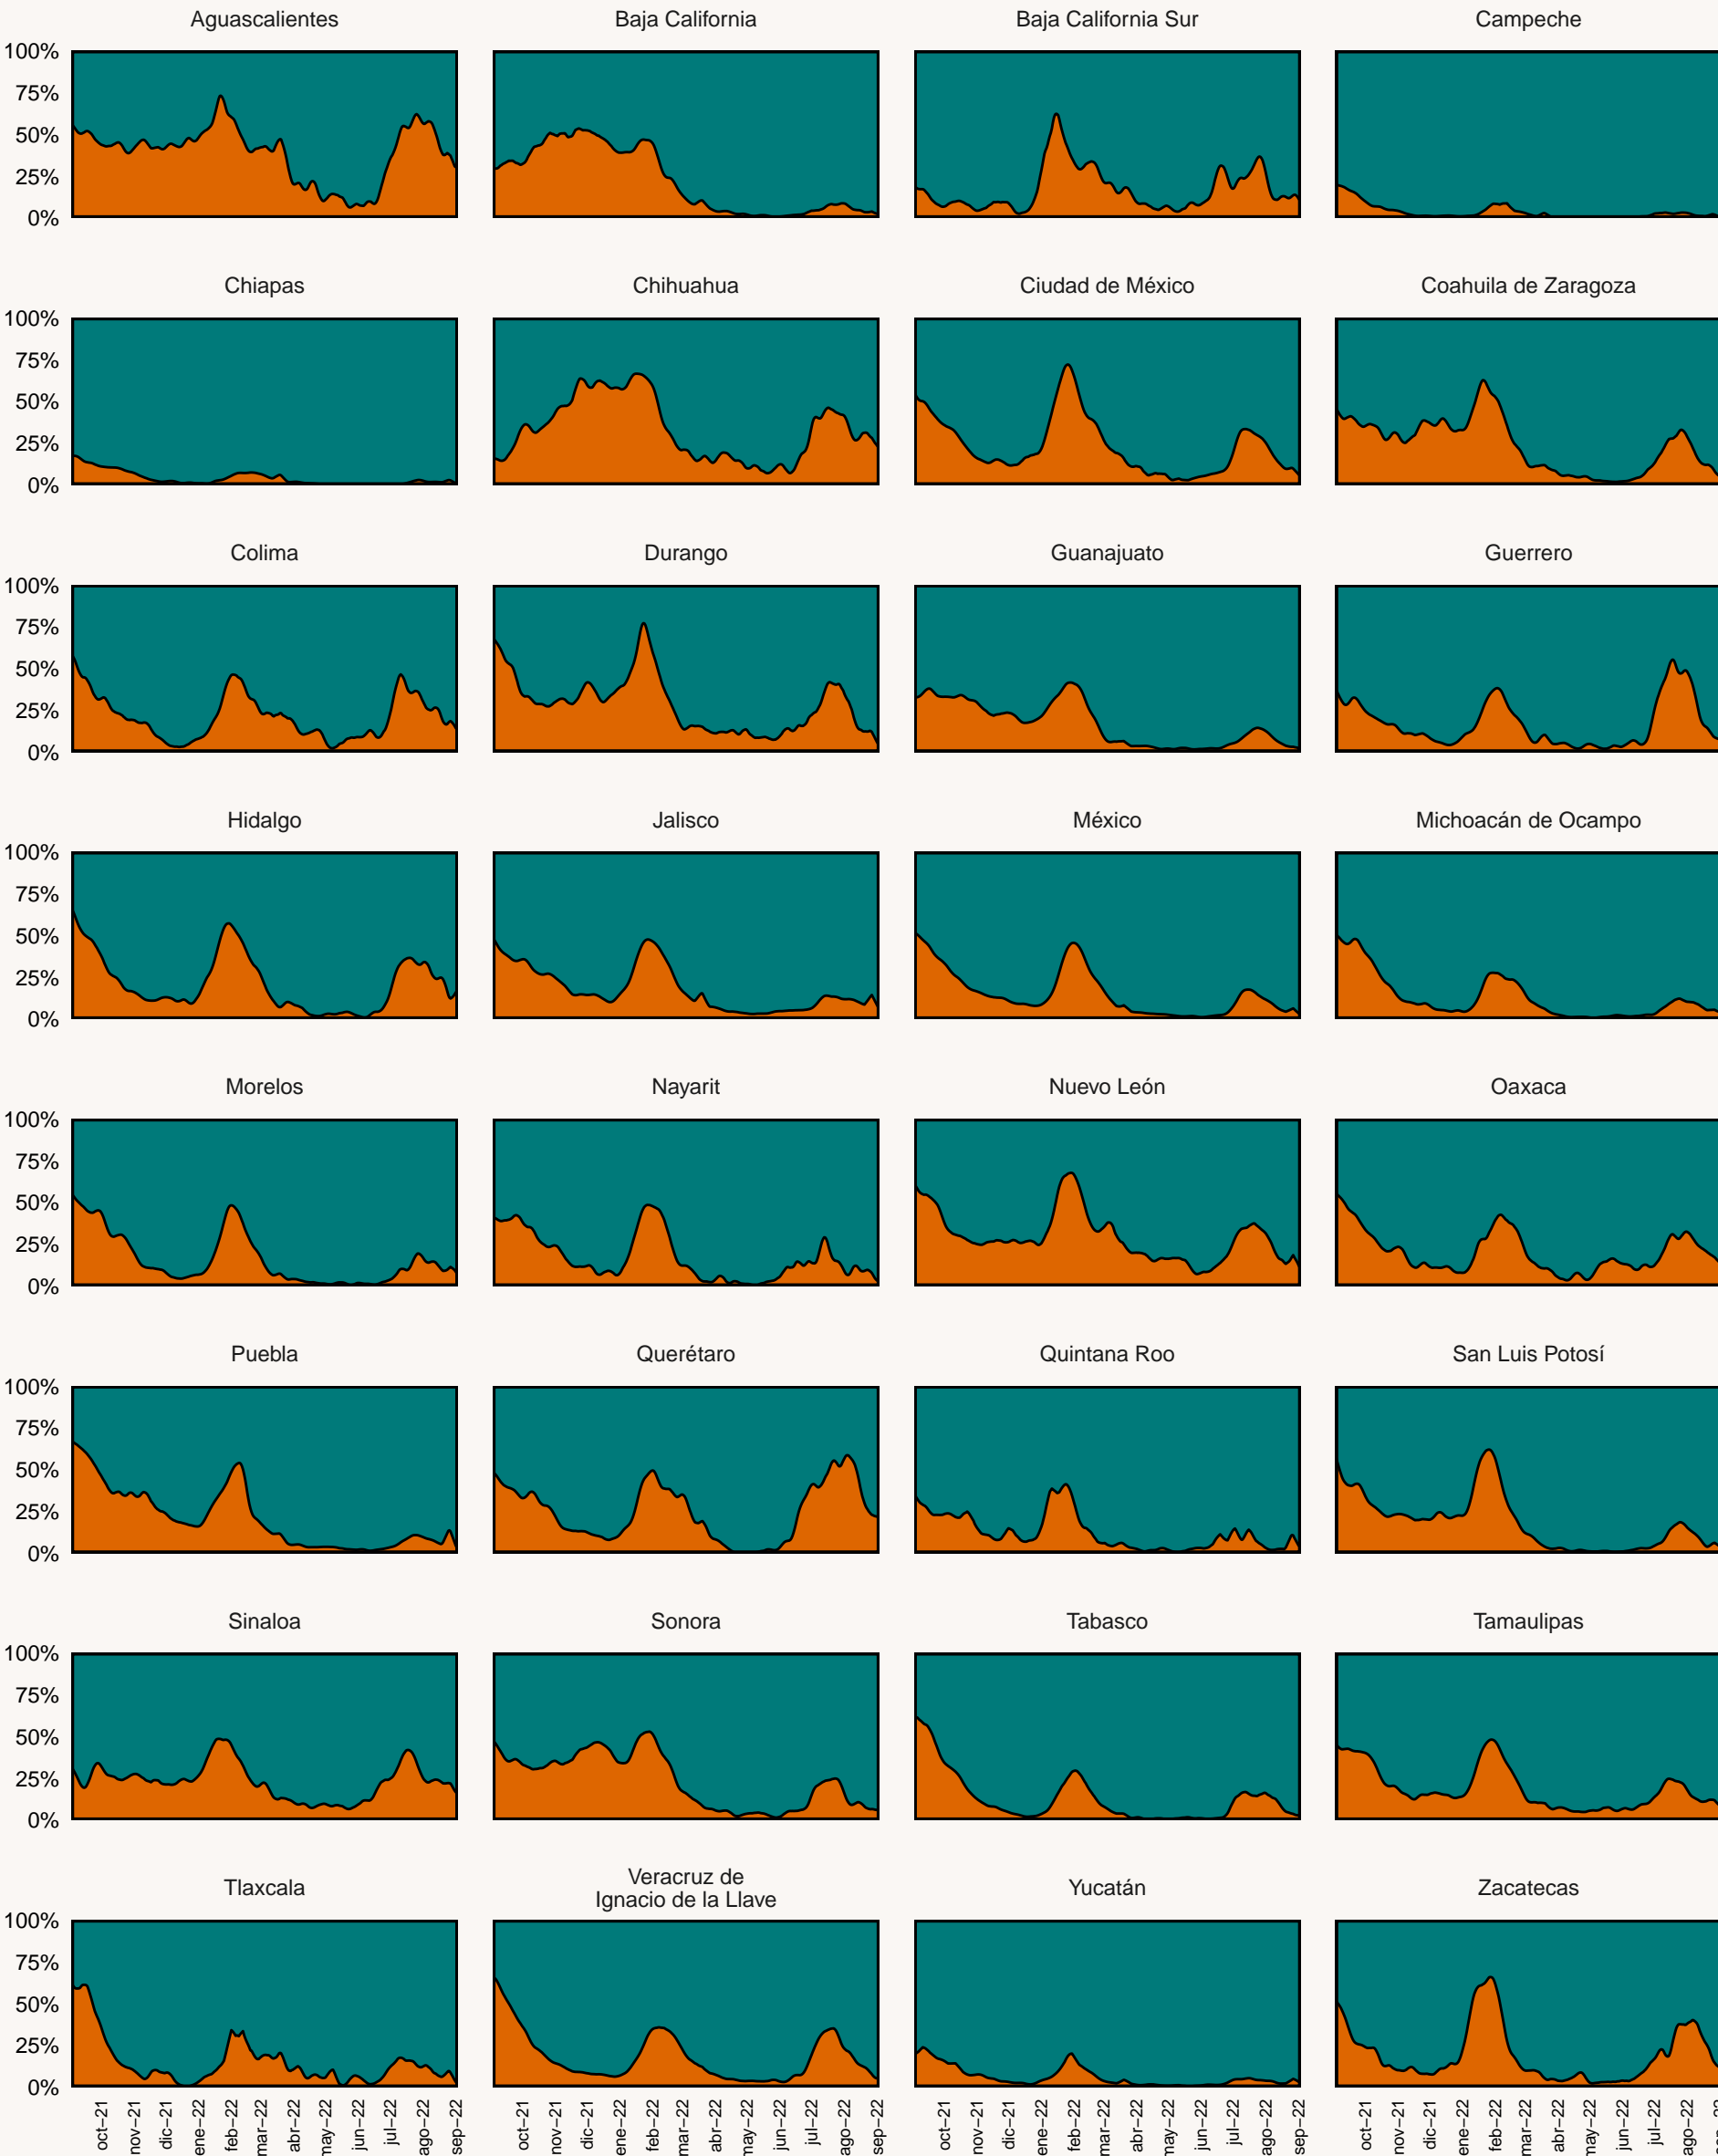 Aguascalientes
Baja California
Baja California Sur
Campeche
100%
75%
50%
25%
0%
Chiapas
Chihuahua
Ciudad de México
Coahuila de Zaragoza
100%
75%
50%
25%
0%
Colima
Durango
Guanajuato
Guerrero
100%
75%
50%
25%
0%
Hidalgo
Jalisco
México
Michoacán de Ocampo
100%
75%
50%
25%
0%
Morelos
Nayarit
Nuevo León
Oaxaca
100%
75%
50%
25%
0%
Puebla
Querétaro
Quintana Roo
San Luis Potosí
100%
75%
50%
25%
0%
Sinaloa
Sonora
Tabasco
Tamaulipas
100%
75%
50%
25%
0%
Tlaxcala
Veracruz de
Ignacio de la Llave
Yucatán
Zacatecas
100%
75%
50%
25%
0%
oct−21
nov−21
dic−21
ene−22
feb−22
mar−22
abr−22
may−22
jun−22
jul−22
ago−22
sep−22
oct−21
nov−21
dic−21
ene−22
feb−22
mar−22
abr−22
may−22
jun−22
jul−22
ago−22
sep−22
oct−21
nov−21
dic−21
ene−22
feb−22
mar−22
abr−22
may−22
jun−22
jul−22
ago−22
sep−22
oct−21
nov−21
dic−21
ene−22
feb−22
mar−22
abr−22
may−22
jun−22
jul−22
ago−22